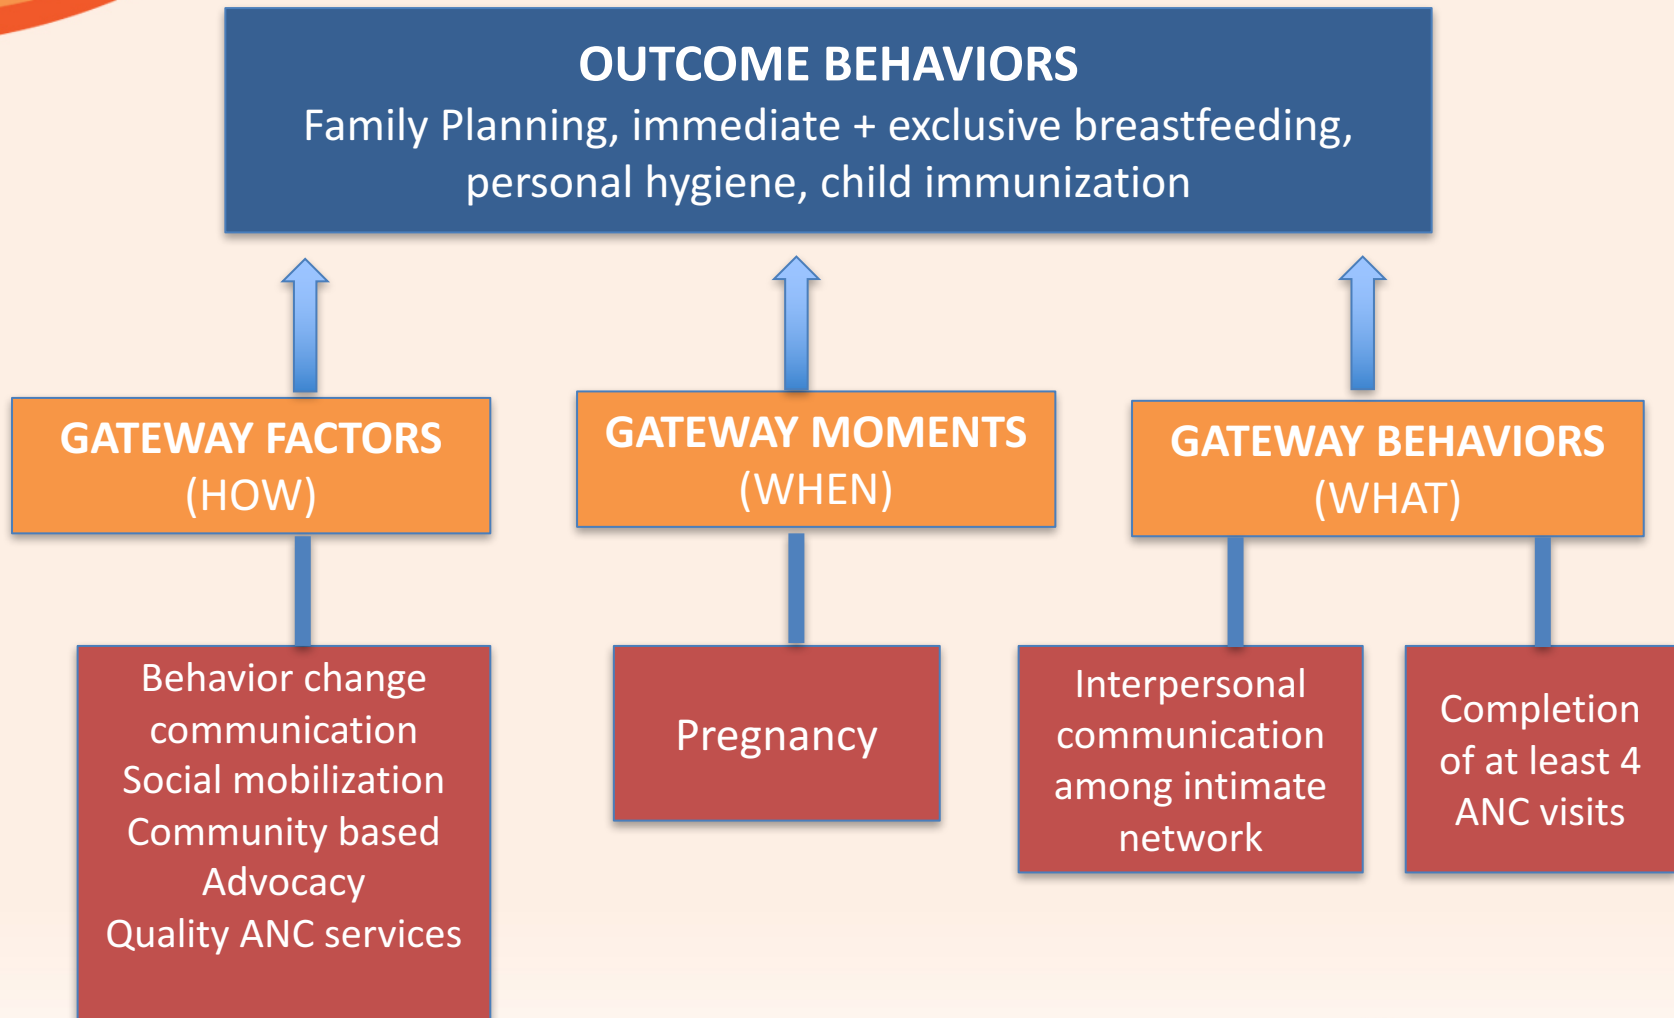 OUTCOME BEHAVIORS
Family Planning, immediate + exclusive breastfeeding,
personal hygiene, child immunization
GATEWAY FACTORS
(HOW)
GATEWAY MOMENTS
(WHEN)
GATEWAY BEHAVIORS
(WHAT)
Behavior change
communication
Social mobilization
Community based
Advocacy
Quality ANC services
Pregnancy
Interpersonal
communication
among intimate
network
Completion
of at least 4
ANC visits